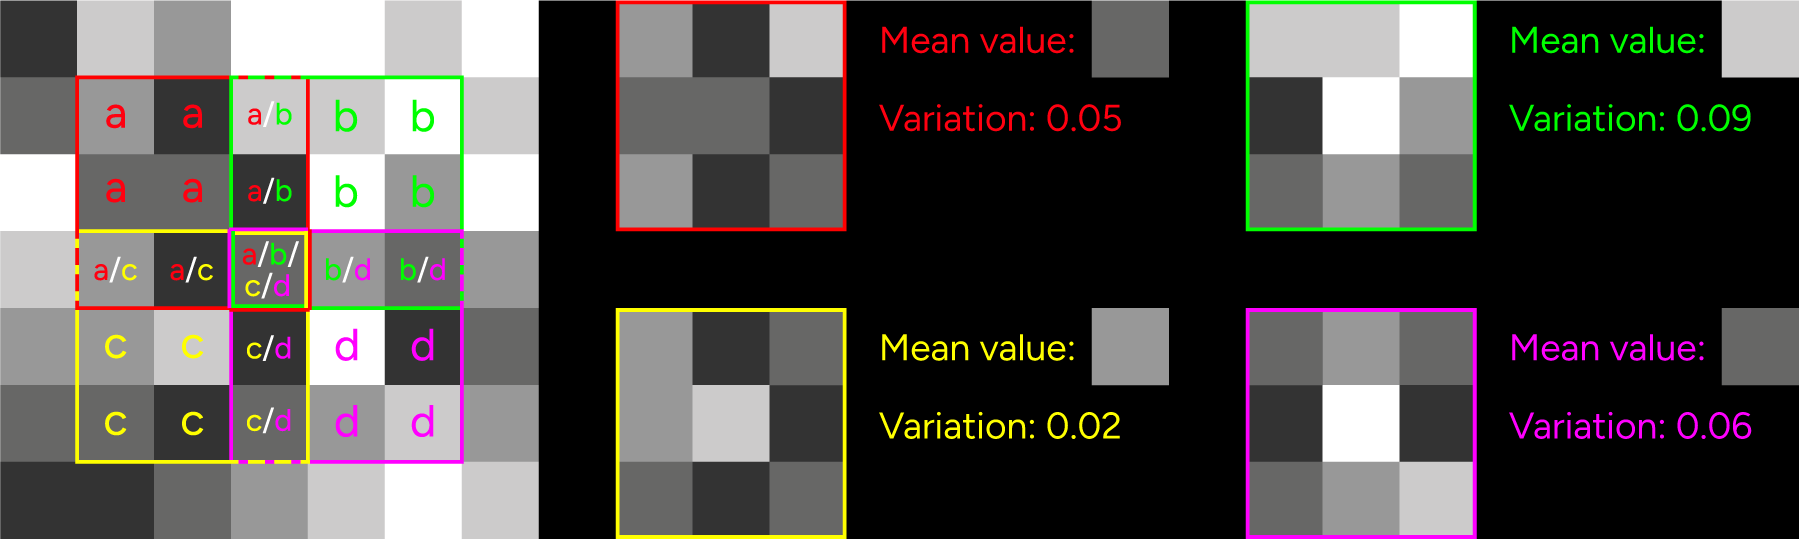 a a a/b b b
a a a/b b b
a/c a/c a/b/ b/d b/d
c/d
c c c/d d d
c c c/d d d
Mean value:
Variation: 0.05
Mean value:
Variation: 0.09
Mean value:
Variation: 0.02
Mean value:
Variation: 0.06